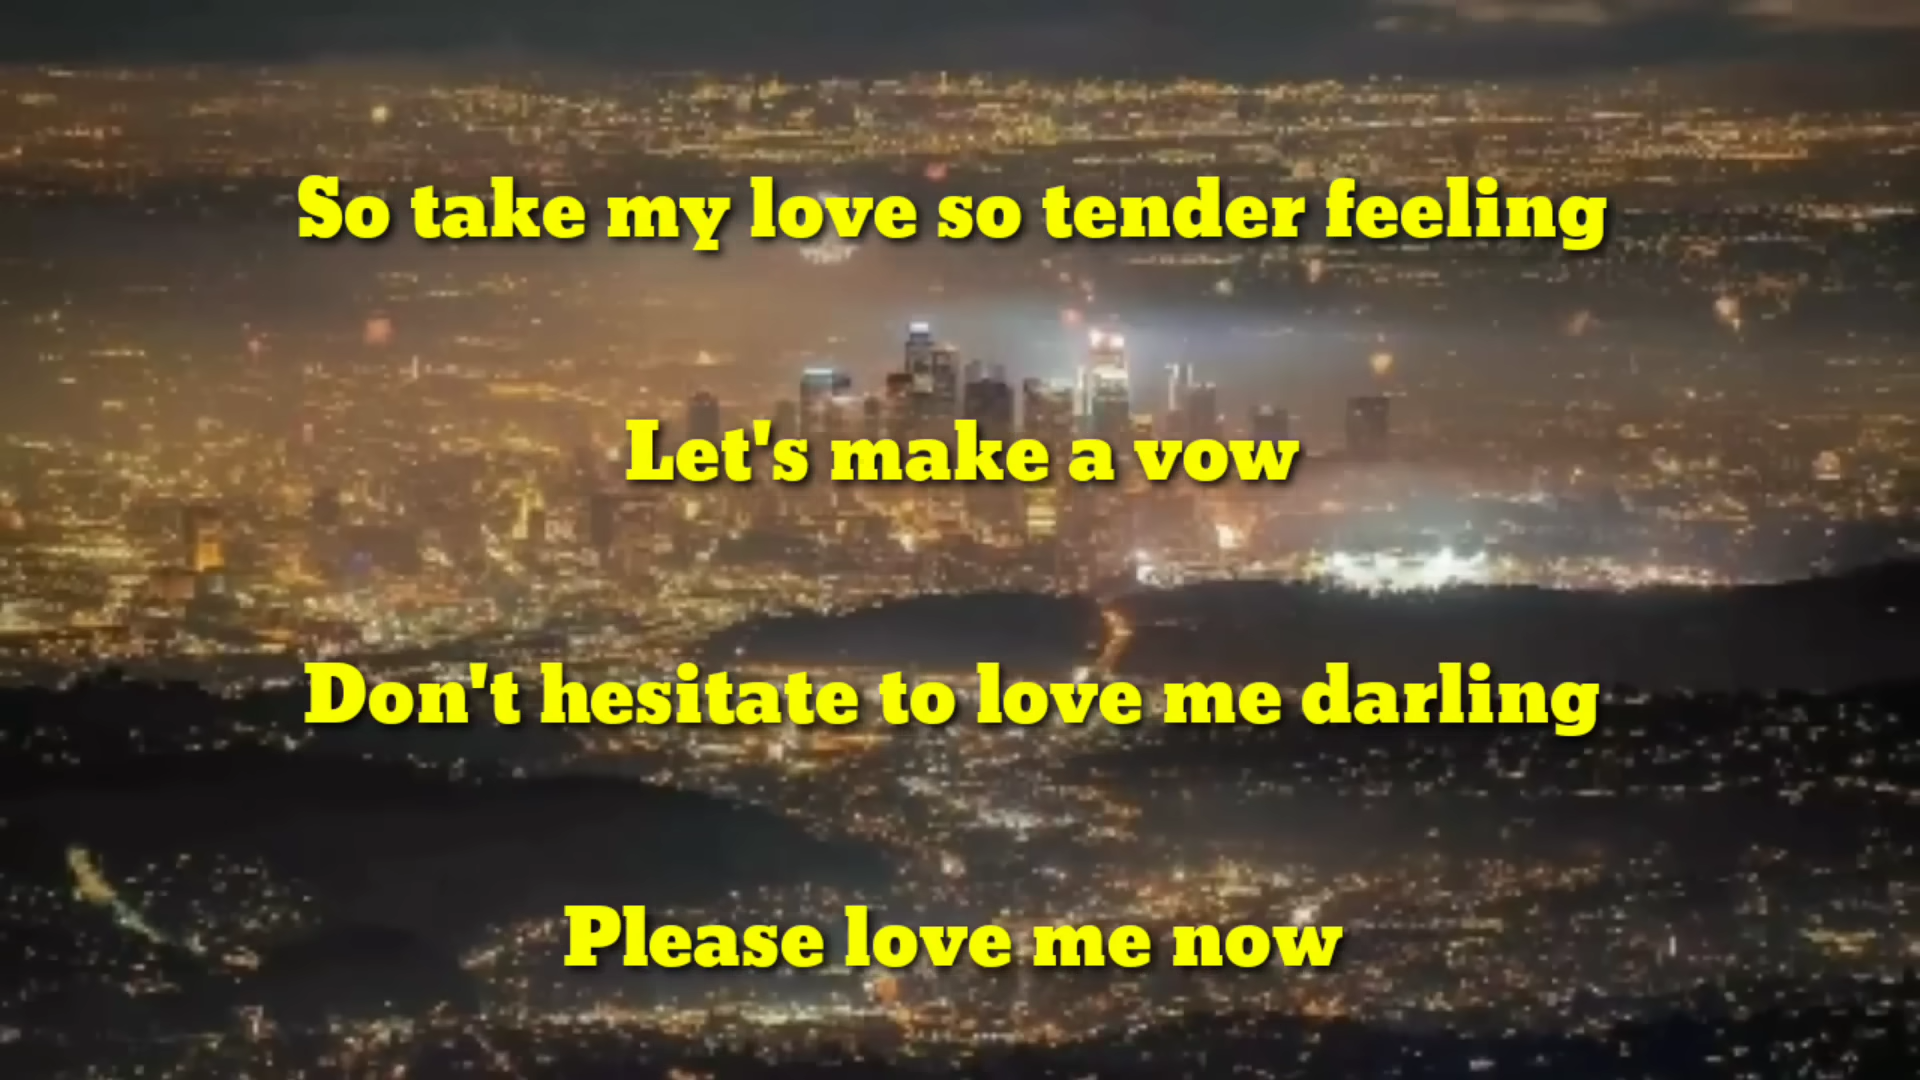 So take my love so tender feeling
Let's make a vow
Don't hesitate to love me darling
Please love me now